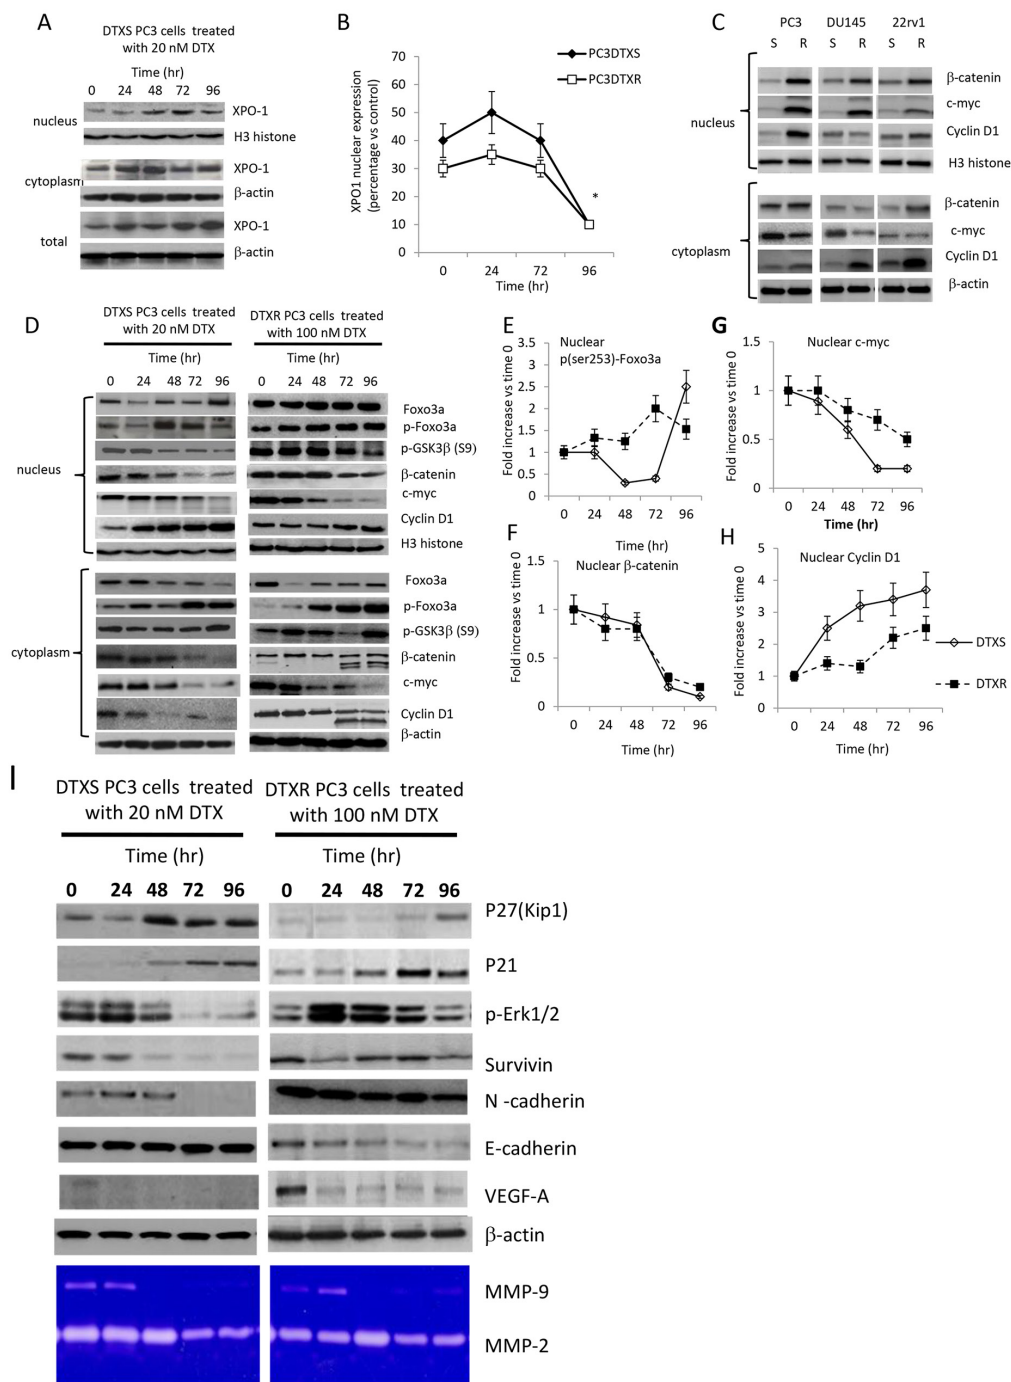 A
DTXS PC3 cells treated
with 20 nM DTX
Time (hr)
0 24 48 72 96
nucleus
XPO-1
H3 histone
cytoplasm
XPO-1
β-actin
total
XPO-1
β-actin
B
XPO1 nuclear expression
(percentage vs control)
70
60
50
40
30
20
10
0
PC3DTXS
PC3DTXR
*
0 24 72 96
Time (hr)
C
PC3 DU145 22rv1
S R S R S R
nucleus
β-catenin
c-myc
Cyclin D1
H3 histone
cytoplasm
β-catenin
c-myc
Cyclin D1
β-actin
D
DTXS PC3 cells treated
with 20 nM DTX
DTXR PC3 cells treated
with 100 nM DTX
Time (hr) Time (hr)
0 24 48 72 96 0 24 48 72 96
nucleus
Foxo3a
p-Foxo3a
p-GSK3β (S9)
β-catenin
c-myc
Cyclin D1
H3 histone
cytoplasm
Foxo3a
p-Foxo3a
p-GSK3β (S9)
β-catenin
c-myc
Cyclin D1
β-actin
E
Nuclear
p(ser253)-Foxo3a
Fold increase vs time 0
3.5
3
2.5
2
1.5
1
0.5
0
0 24 48 72 96
Time (hr)
G
Nuclear c-myc
Fold increase vs time 0
1.5
1
0.5
0
0 24 48 72 96
Time (hr)
F
Nuclear β-catenin
Fold increase vs time 0
1.5
1
0.5
0
0 24 48 72 96
Time (hr)
H
Nuclear Cyclin D1
Fold increase vs time 0
5
4
3
2
1
0
0 24 48 72 96
Time (hr)
DTXS
DTXR
I
DTXS PC3 cells treated
with 20 nM DTX
DTXR PC3 cells treated
with 100 nM DTX
Time (hr) Time (hr)
0 24 48 72 96 0 24 48 72 96
P27(Kip1)
P21
p-Erk1/2
Survivin
N -cadherin
E-cadherin
VEGF-A
β-actin
MMP-9
MMP-2